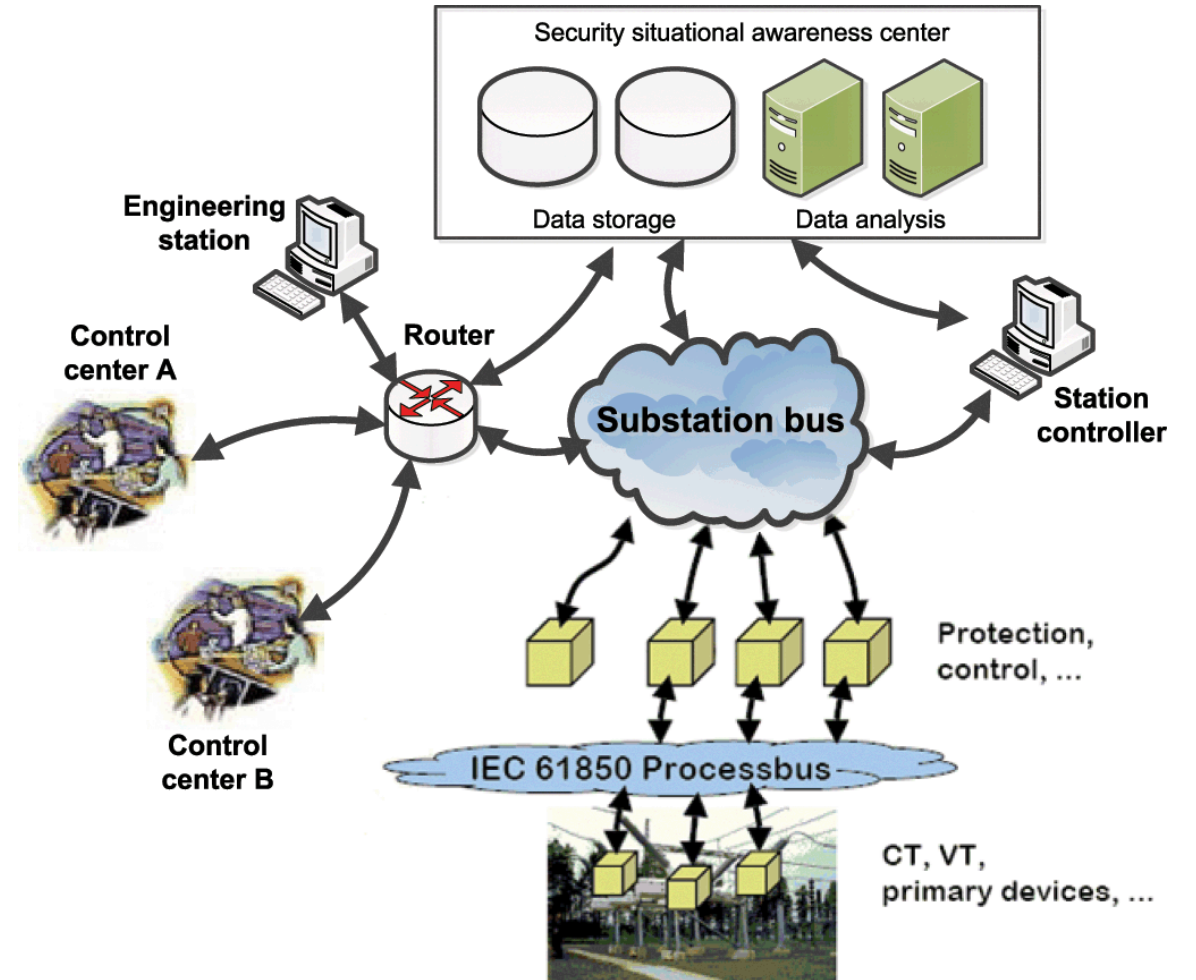 Security situational awareness center
Data storage
Data analysis
Engineering
station
Router
Control
center A
Substation bus
Station
controller
Protection,
control, ...
Control
center B
IEC 61850 Processbus
CT, VT,
primary devices, ...